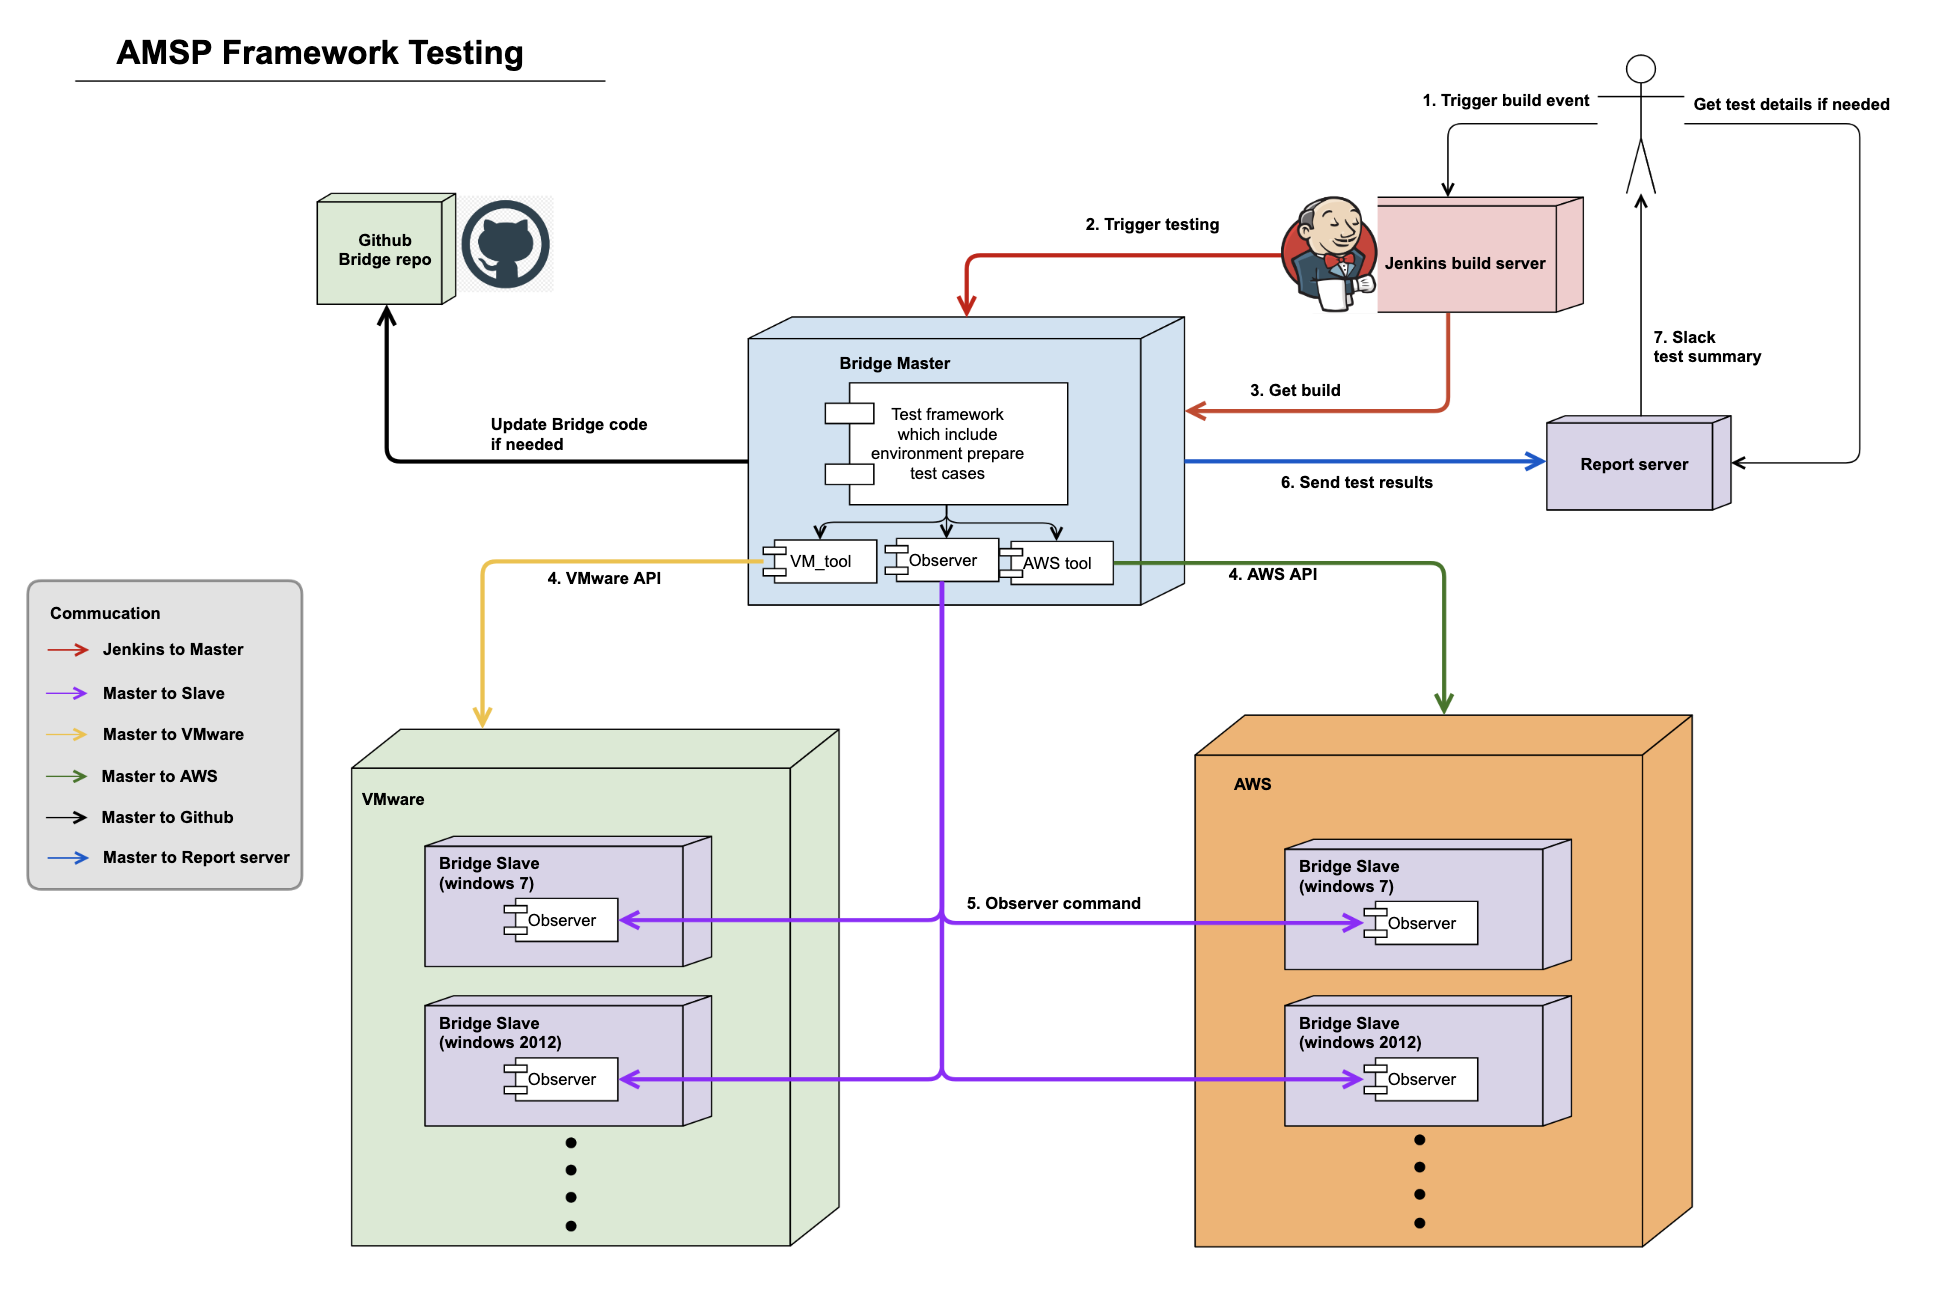 AMSP Framework Testing
1. Trigger build event
Get test details if needed
Github
Bridge repo
2. Trigger testing
Jenkins build server
7. Slack
test summary
Bridge Master
3. Get build
Test framework
which include
environment prepare
test cases
Update Bridge code
if needed
Report server
6. Send test results
VM_tool
Observer
AWS tool
4. VMware API
4. AWS API
Commucation
Jenkins to Master
Master to Slave
Master to VMware
Master to AWS
Master to Github
Master to Report server
VMware
AWS
Bridge Slave
(windows 7)
Observer
5. Observer command
Bridge Slave
(windows 7)
Observer
Bridge Slave
(windows 2012)
Observer
Bridge Slave
(windows 2012)
Observer